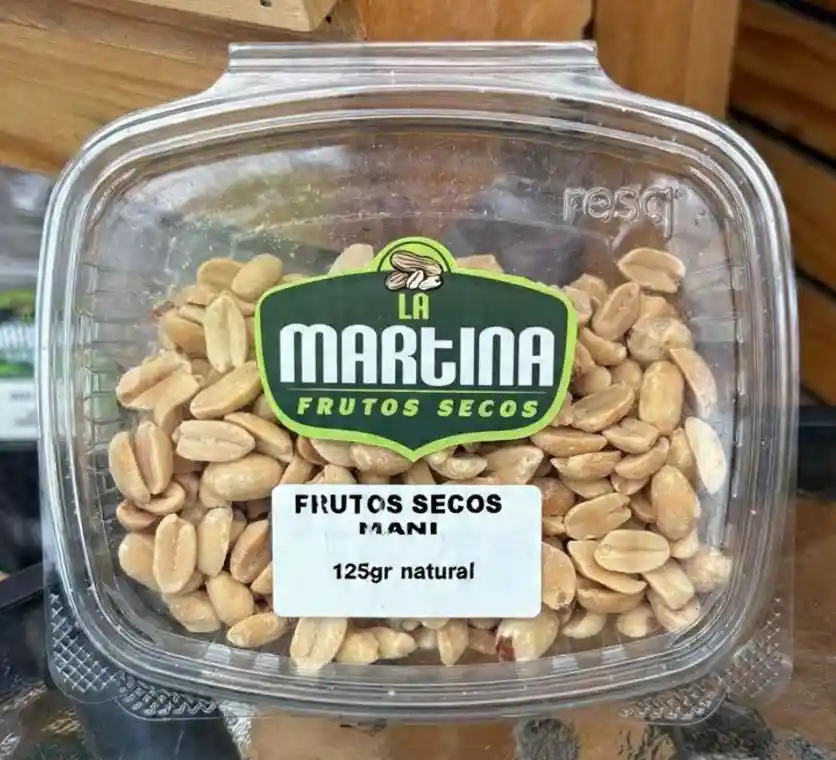 resq
LA
MARtINA
FRUTOS SECOS
FRUTOS SECOS
MANI
125gr natural